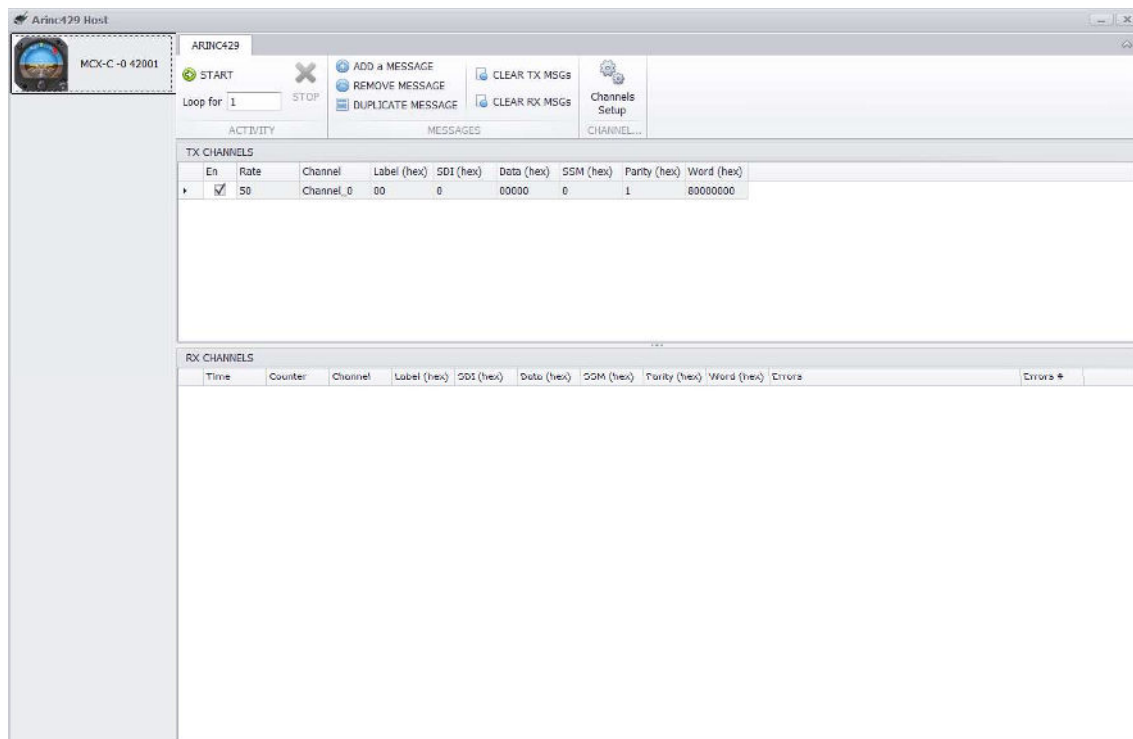 Arinc429 Host
MCX-C -0 42001
ARINC429
START
Loop for 1
STOP
ACTIVITY
ADD a MESSAGE
REMOVE MESSAGE
DUPLICATE MESSAGE
CLEAR TX MSGs
CLEAR RX MSGs
MESSAGES
Channels
Setup
CHANNEL...
TX CHANNELS
En Rate Channel Label (hex) SDI (hex) Data (hex) SSM (hex) Parity (hex) Word (hex)
50 Channel_0 00 0 00000 0 1 80000000
RX CHANNELS
Time Counter Channel Label (hex) SDI (hex) Data (hex) SSM (hex) Parity (hex) Word (hex) Errors Errors #